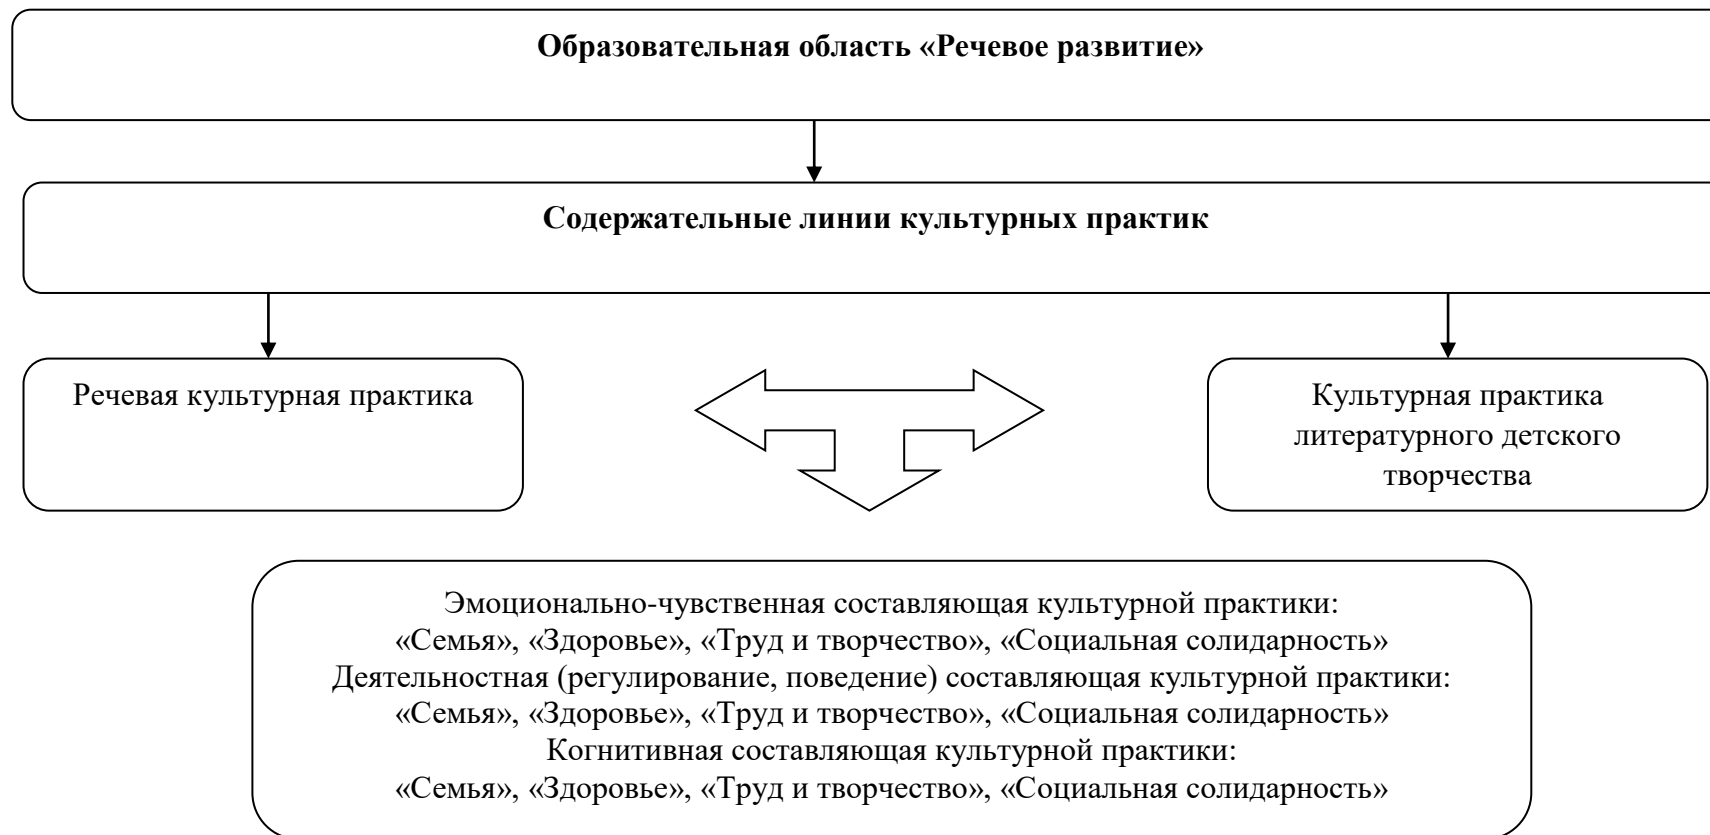 Образовательная область «Речевое развитие»
Содержательные линии культурных практик
Речевая культурная практика
Культурная практика
литературного детского
творчества
Эмоционально-чувственная составляющая культурной практики:
«Семья», «Здоровье», «Труд и творчество», «Социальная солидарность»
Деятельностная (регулирование, поведение) составляющая культурной практики:
«Семья», «Здоровье», «Труд и творчество», «Социальная солидарность»
Когнитивная составляющая культурной практики:
«Семья», «Здоровье», «Труд и творчество», «Социальная солидарность»